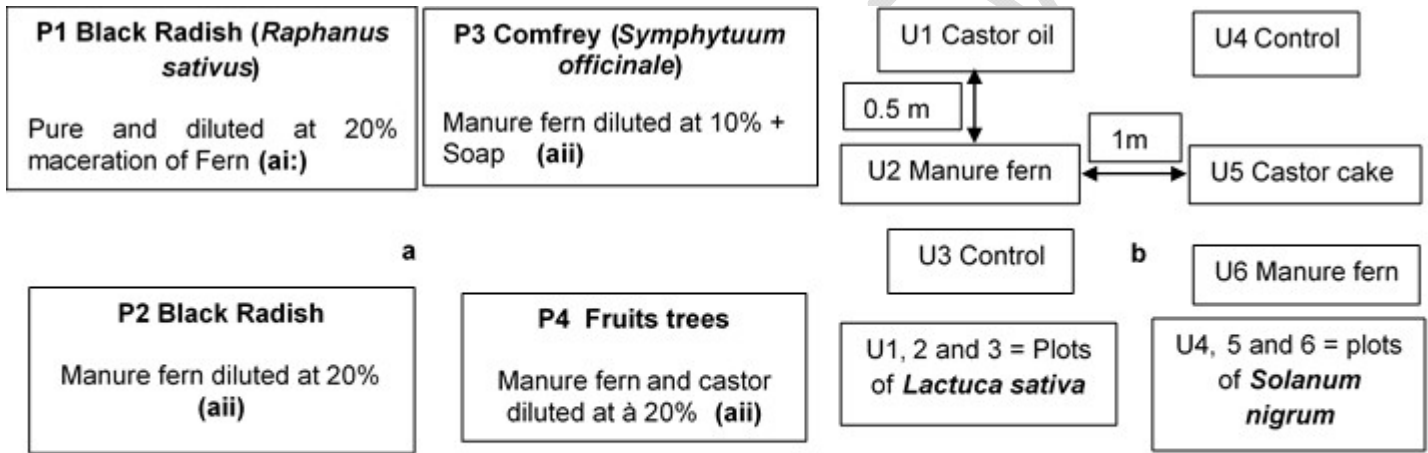 P1 Black Radish (Raphanus
sativus)
Pure and diluted at 20%
maceration of Fern (ai:)
P3 Comfrey (Symphytuum
officinale)
Manure fern diluted at 10% +
Soap (aii)
a
P2 Black Radish
Manure fern diluted at 20%
(aii)
P4 Fruits trees
Manure fern and castor
diluted at à 20% (aii)
U1 Castor oil
U4 Control
0.5 m
1m
U2 Manure fern
U5 Castor cake
U3 Control
b
U6 Manure fern
U1, 2 and 3 = Plots
of Lactuca sativa
U4, 5 and 6 = plots
of Solanum
nigrum